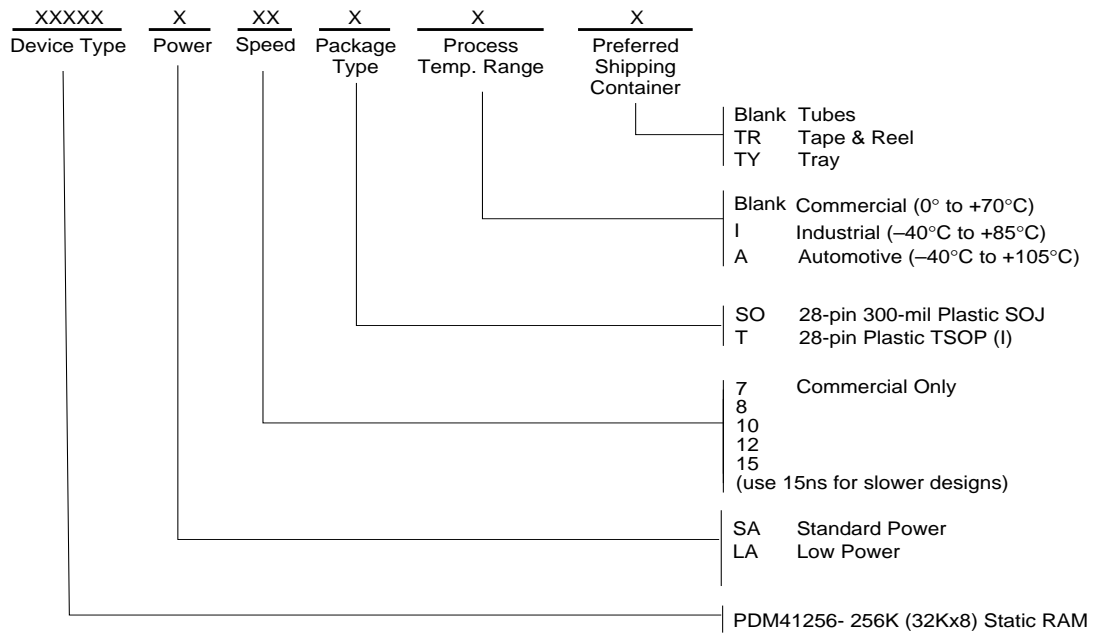 XXXXX X XX X X X
Device Type Power Speed Package Process Preferred
Type Temp. Range Shipping
Container
Blank Tubes
TR Tape & Reel
TY Tray
Blank Commercial (0° to +70°C)
I Industrial (–40°C to +85°C)
A Automotive (–40°C to +105°C)
SO 28-pin 300-mil Plastic SOJ
T 28-pin Plastic TSOP (I)
7 Commercial Only
8
10
12
15
(use 15ns for slower designs)
SA Standard Power
LA Low Power
PDM41256- 256K (32Kx8) Static RAM